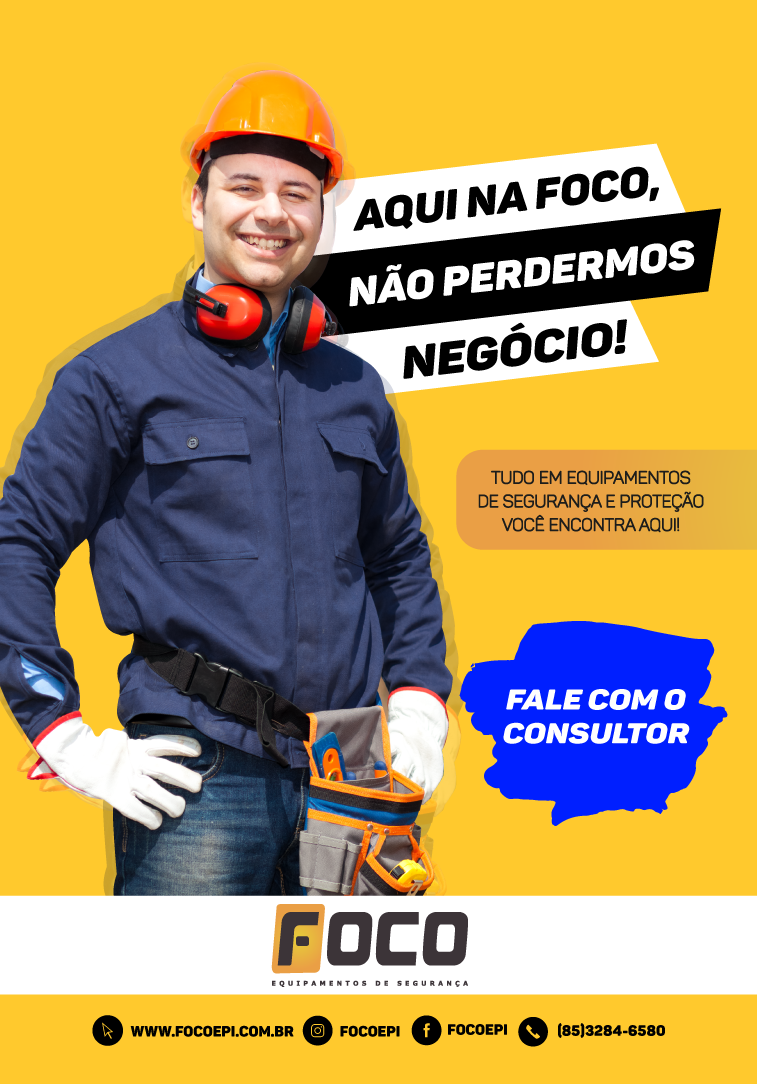 AQUI NA FOCO,
NÃO PERDERMOS
NEGÓCIO!
TUDO EM EQUIPAMENTOS
DE SEGURANÇA E PROTEÇÃO
VOCÊ ENCONTRA AQUI!
FALE COM O
CONSULTOR
FOCO
EQUIPAMENTOS DE SEGURANÇA
WWW.FOCOEPI.COM.BR FOCOEPI FOCOEPI (85)3284-6580